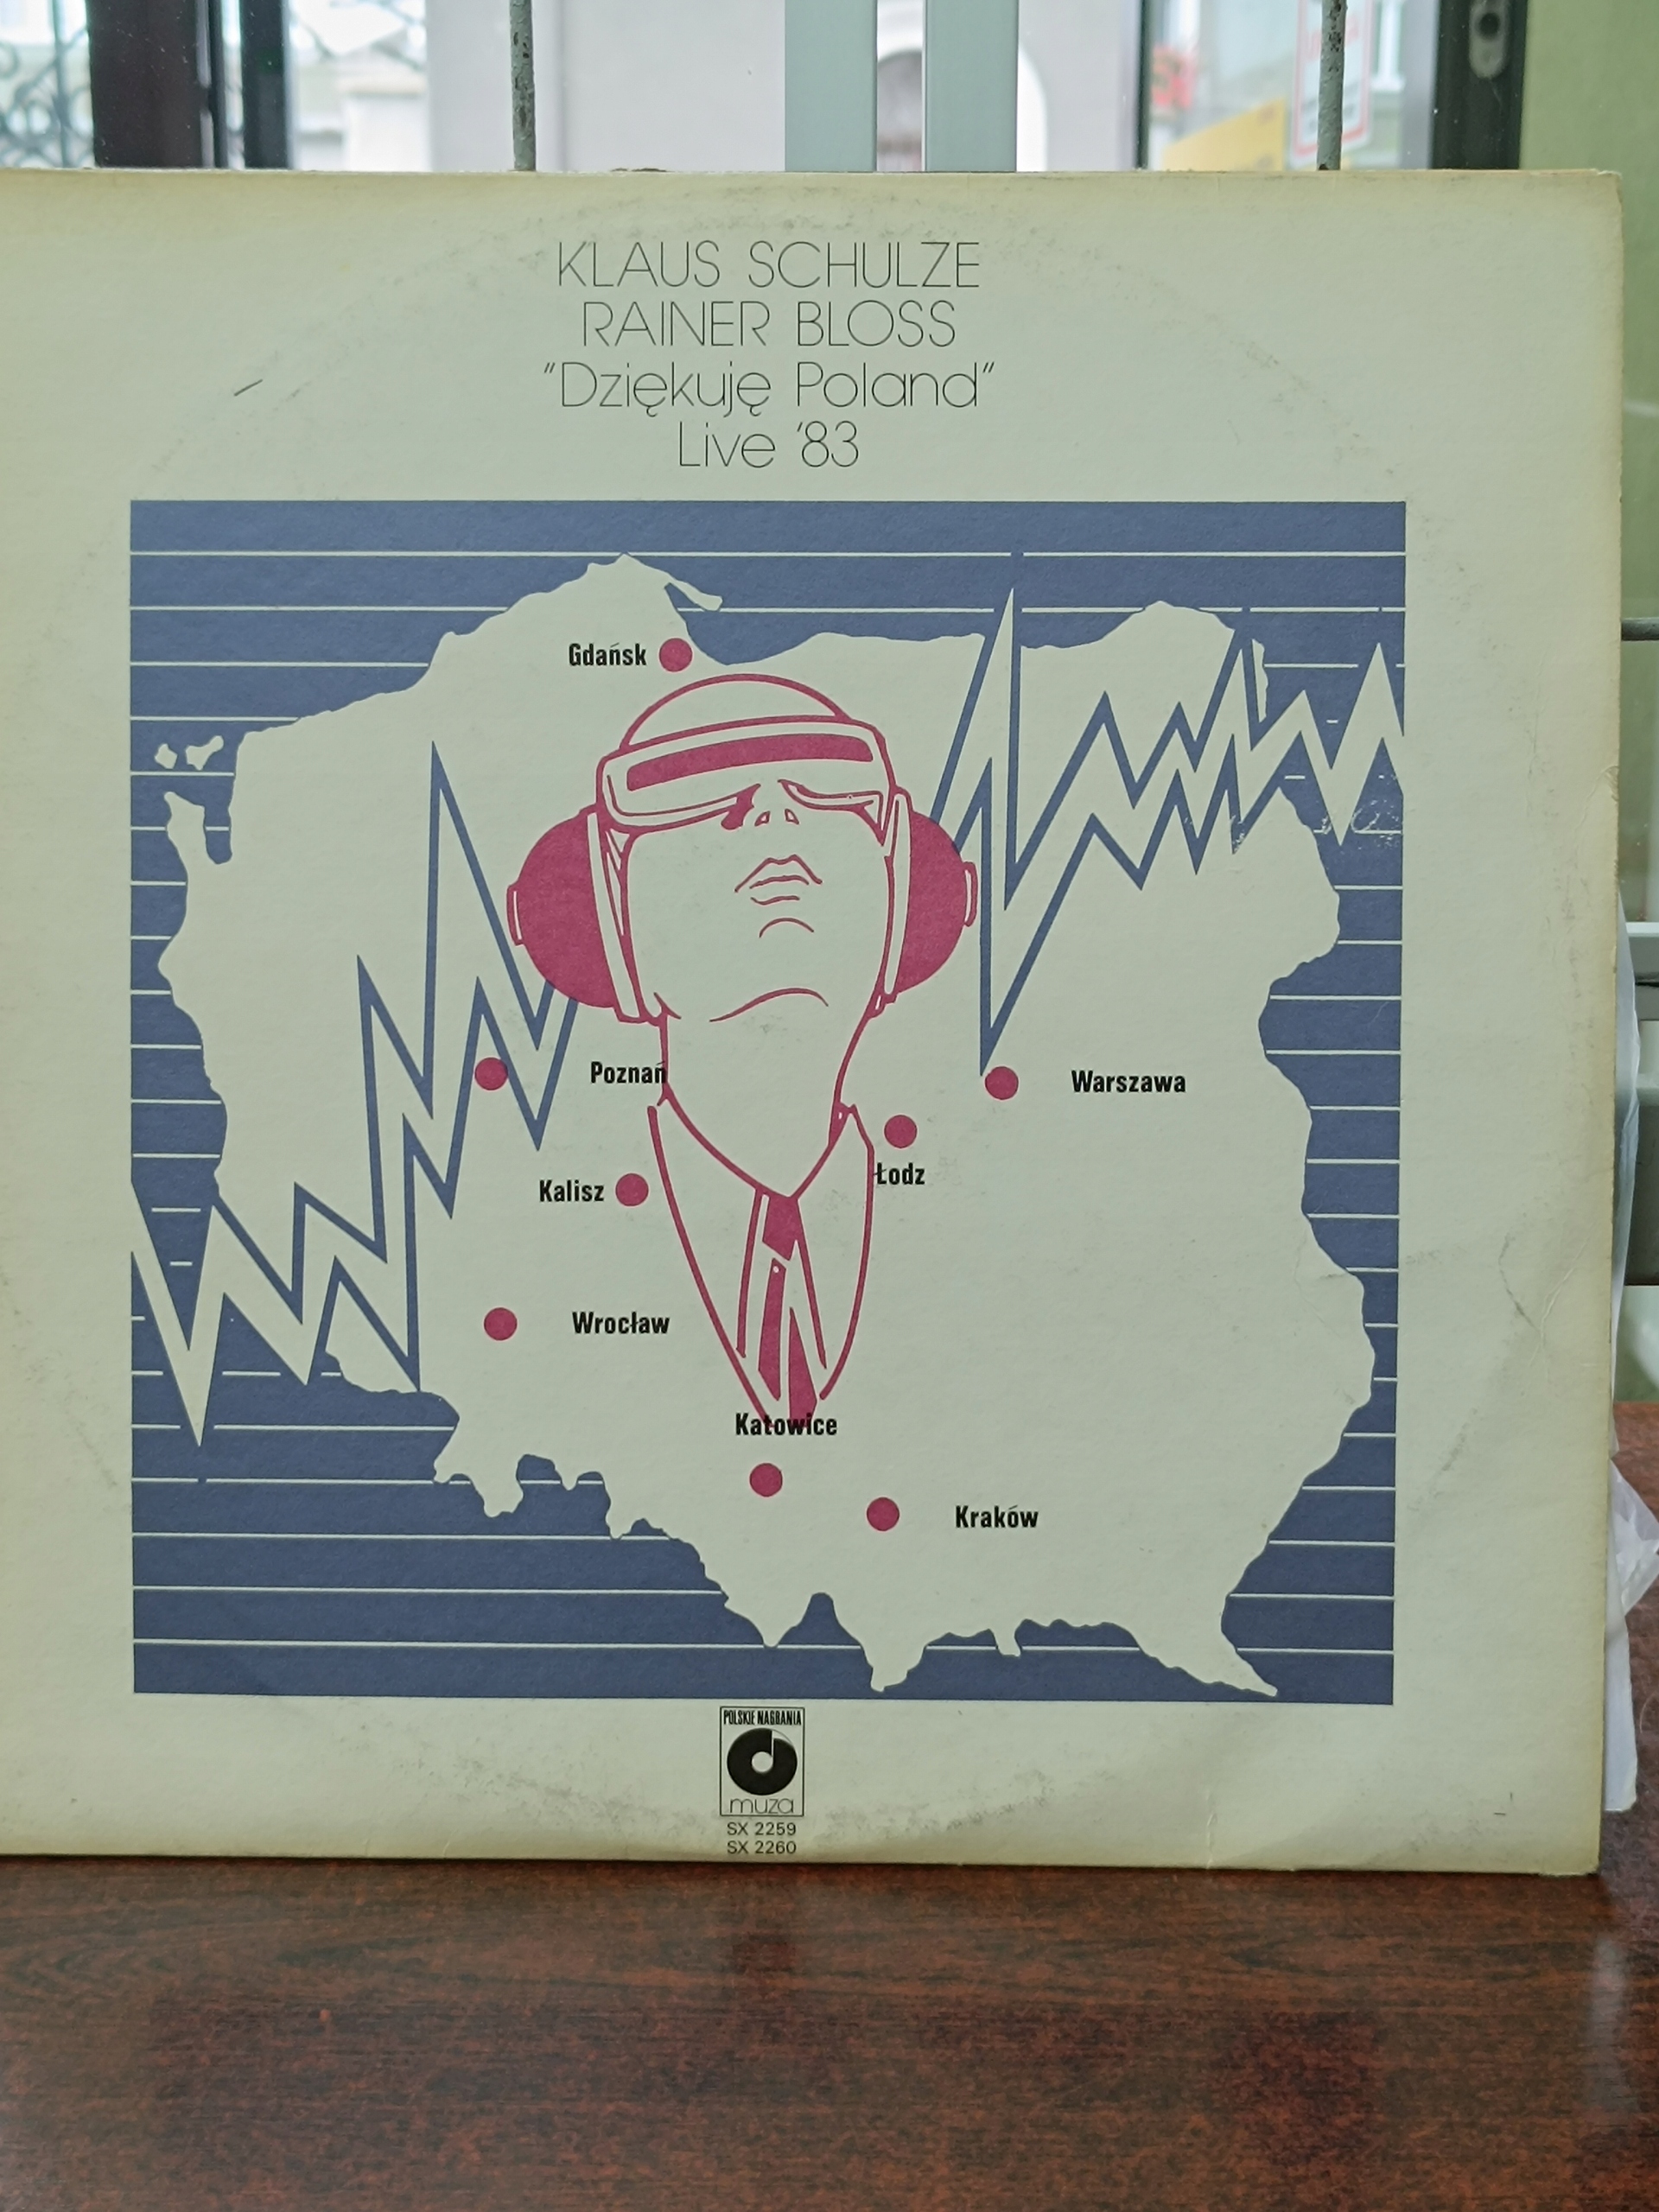 KLAUS SCHULZE
RAINER BLOSS
"Dziękuję Poland"
Live '83
Gdańsk
Poznań
Warszawa
Łodz
Kalisz
Wrocław
Katowice
Kraków
POLSKIE NAGRANIA
muza
SX 2259
SX 2260